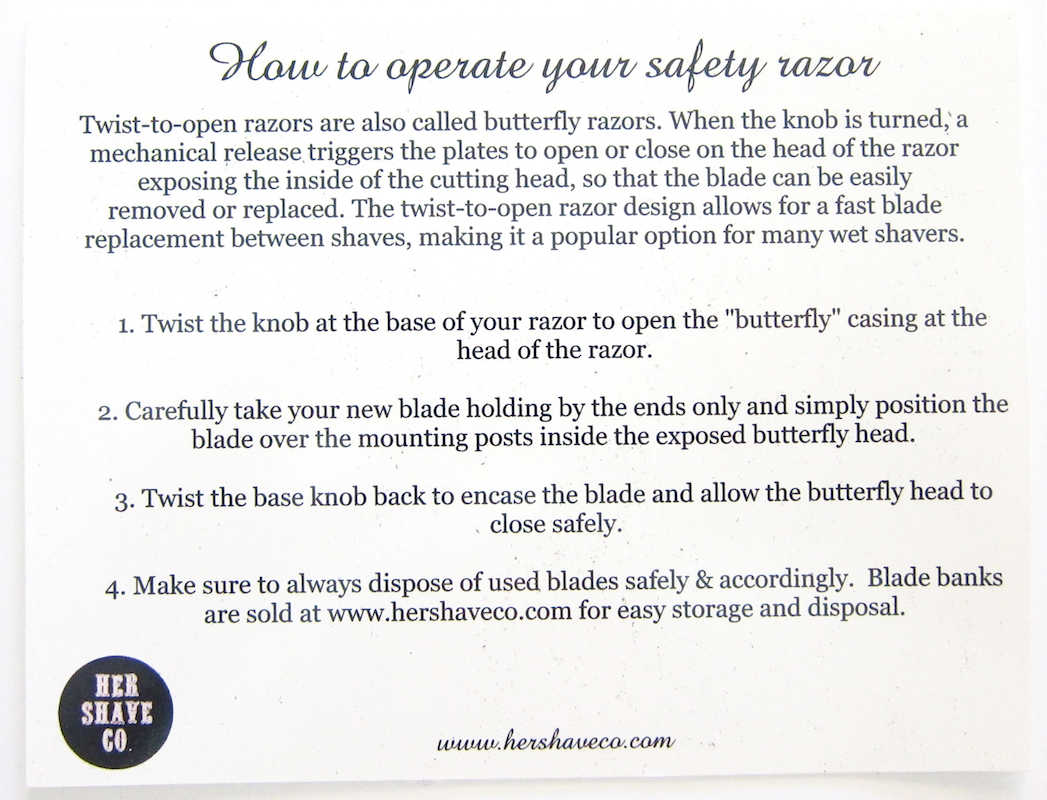 How to operate your safety razor
Twist-to-open razors are also called butterfly razors. When the knob is turned, a
mechanical release triggers the plates to open or close on the head of the razor
exposing the inside of the cutting head, so that the blade can be easily
removed or replaced. The twist-to-open razor design allows for a fast blade
replacement between shaves, making it a popular option for many wet shavers.
1. Twist the knob at the base of your razor to open the "butterfly" casing at the
head of the razor.
2. Carefully take your new blade holding by the ends only and simply position the
blade over the mounting posts inside the exposed butterfly head.
3. Twist the base knob back to encase the blade and allow the butterfly head to
close safely.
4. Make sure to always dispose of used blades safely & accordingly.  Blade banks
are sold at www.hershaveco.com for easy storage and disposal.
HER
SHAVE
CO.
www.hershaveco.com